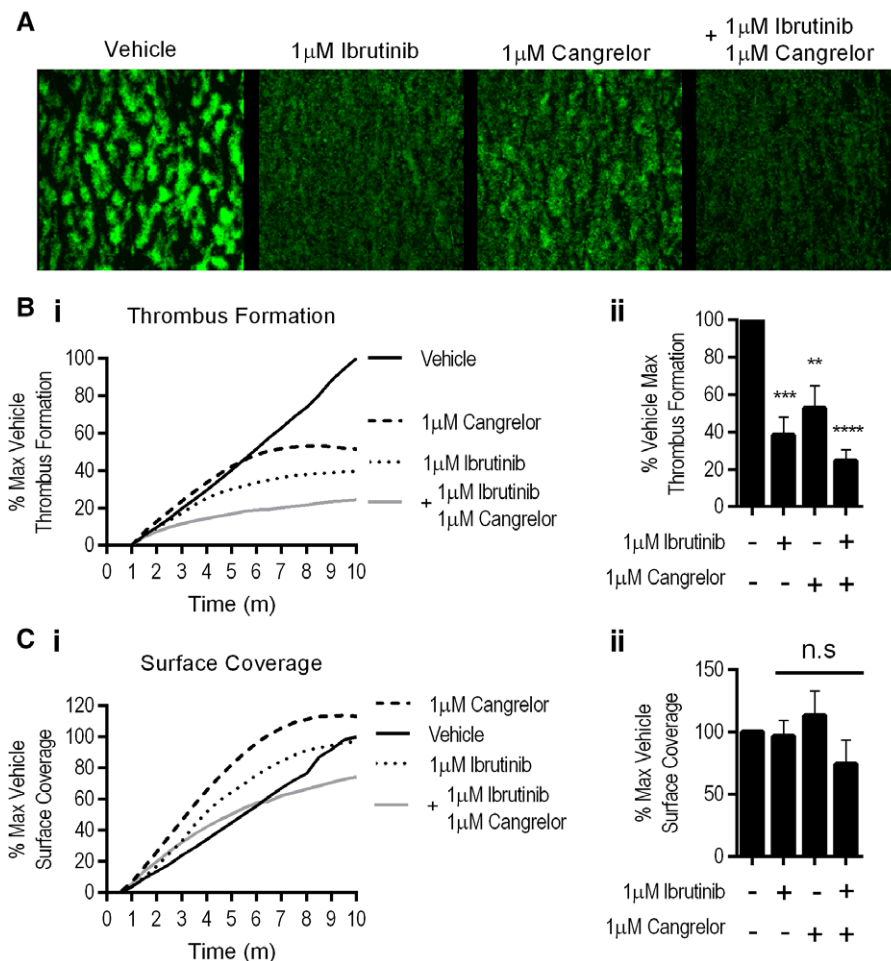 A
Vehicle
1μM Ibrutinib
1μM Cangrelor
+ 1μM Ibrutinib
1μM Cangrelor
B i
Thrombus Formation
% Max Vehicle
Thrombus Formation
100
80
60
40
20
0
0 1 2 3 4 5 6 7 8 9 10
Time (m)
Vehicle
1μM Cangrelor
1μM Ibrutinib
+ 1μM Ibrutinib
1μM Cangrelor
ii
% Vehicle Max
Thrombus Formation
100
80
60
40
20
0
***
**
****
1μM Ibrutinib - + - +
1μM Cangrelor - - + +
C i
Surface Coverage
% Max Vehicle
Surface Coverage
120
100
80
60
40
20
0
0 1 2 3 4 5 6 7 8 9 10
Time (m)
1μM Cangrelor
Vehicle
1μM Ibrutinib
+ 1μM Ibrutinib
1μM Cangrelor
ii
n.s
% Max Vehicle
Surface Coverage
150
100
50
0
1μM Ibrutinib - + - +
1μM Cangrelor - - + +